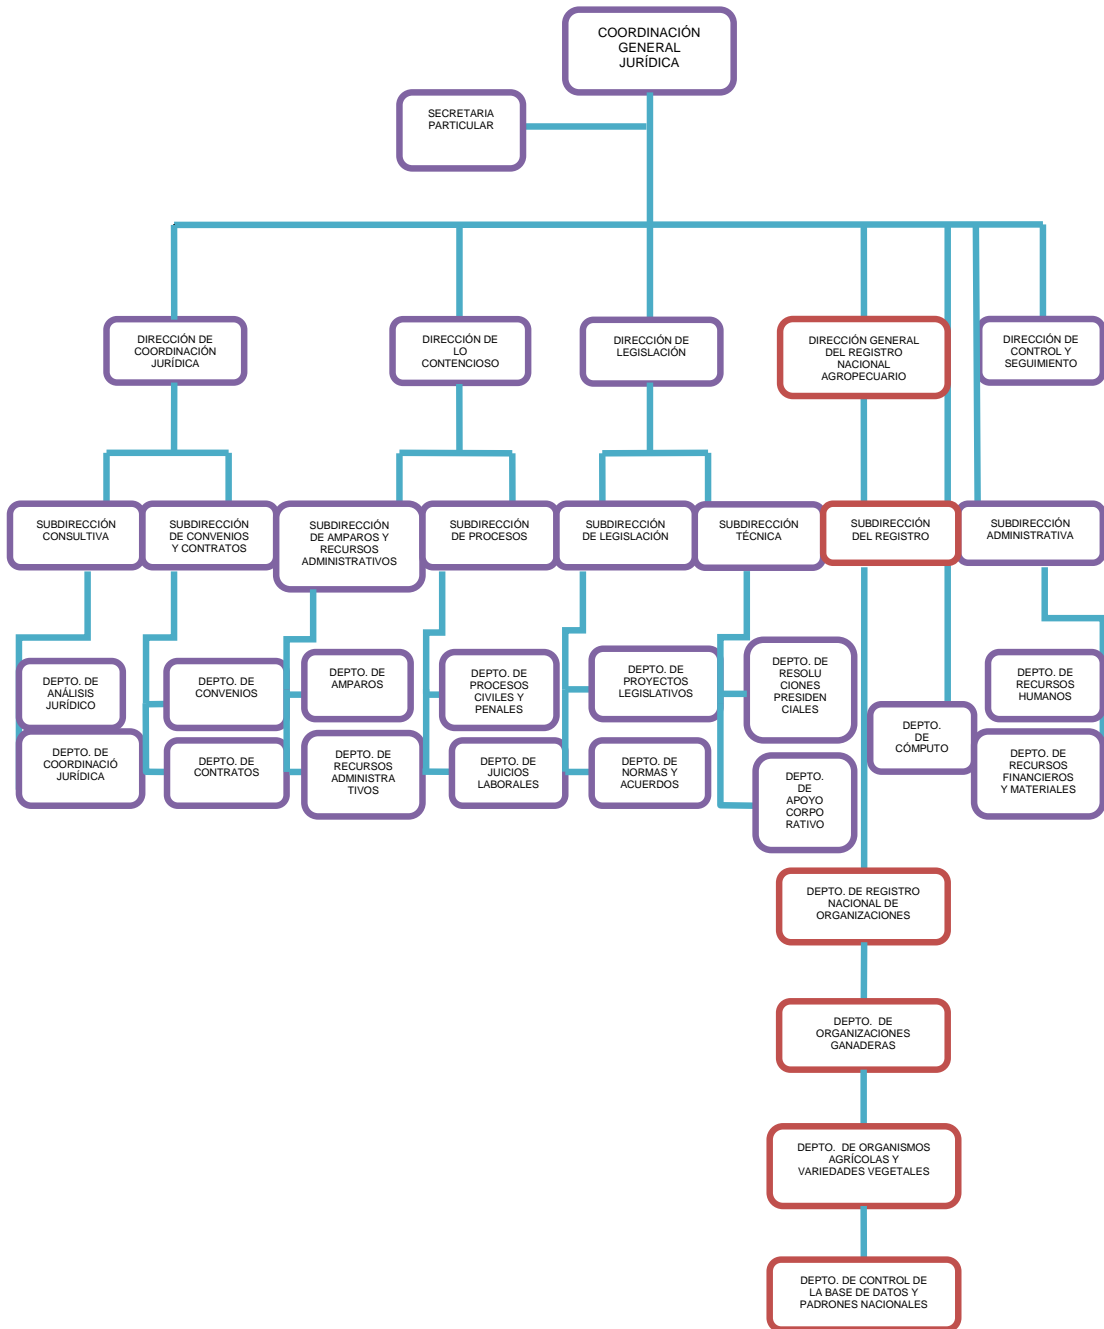 COORDINACIÓN
GENERAL
JURÍDICA
SECRETARIA
PARTICULAR
DIRECCIÓN DE
COORDINACIÓN
JURÍDICA
DIRECCIÓN DE
LO
CONTENCIOSO
DIRECCIÓN DE
LEGISLACIÓN
DIRECCIÓN GENERAL
DEL REGISTRO
NACIONAL
AGROPECUARIO
DIRECCIÓN DE
CONTROL Y
SEGUIMIENTO
SUBDIRECCIÓN
CONSULTIVA
SUBDIRECCIÓN
DE CONVENIOS
Y CONTRATOS
SUBDIRECCIÓN
DE AMPAROS Y
RECURSOS
ADMINISTRATIVOS
SUBDIRECCIÓN
DE PROCESOS
SUBDIRECCIÓN
DE LEGISLACIÓN
SUBDIRECCIÓN
TÉCNICA
SUBDIRECCIÓN
DEL REGISTRO
SUBDIRECCIÓN
ADMINISTRATIVA
DEPTO. DE
ANÁLISIS
JURÍDICO
DEPTO. DE
CONVENIOS
DEPTO. DE
AMPAROS
DEPTO. DE
PROCESOS
CIVILES Y
PENALES
DEPTO. DE
PROYECTOS
LEGISLATIVOS
DEPTO. DE
RESOLU
CIONES
PRESIDEN
CIALES
DEPTO. DE
RECURSOS
HUMANOS
DEPTO. DE
COORDINACIÓ
JURÍDICA
DEPTO. DE
CONTRATOS
DEPTO. DE
RECURSOS
ADMINISTRA
TIVOS
DEPTO. DE
JUICIOS
LABORALES
DEPTO. DE
NORMAS Y
ACUERDOS
DEPTO.
DE
APOYO
CORPO
RATIVO
DEPTO.
DE
CÓMPUTO
DEPTO. DE
RECURSOS
FINANCIEROS
Y MATERIALES
DEPTO. DE REGISTRO
NACIONAL DE
ORGANIZACIONES
DEPTO. DE
ORGANIZACIONES
GANADERAS
DEPTO. DE ORGANISMOS
AGRÍCOLAS Y
VARIEDADES VEGETALES
DEPTO. DE CONTROL DE
LA BASE DE DATOS Y
PADRONES NACIONALES